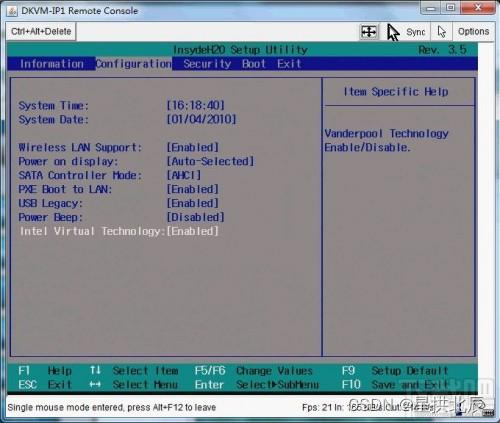 DKVM-IP1 Remote Console
Ctrl+Alt+Delete Sync Options
InsydeH20 Setup Utility Rev. 3.5
Information Configuration Security Boot Exit
Item Specific Help
System Time: [16:18:40]
System Date: [01/04/2010]
Vanderpool Technology
Enable/Disable.
Wireless LAN Support: [Enabled]
Power on display: [Auto-Selected]
SATA Controller Mode: [AHCI]
PXE Boot to LAN: [Enabled]
USB Legacy: [Enabled]
Power Beep: [Disabled]
Intel Virtual Technology:[Enabled]
F1 Help ↑↓ Select Item F5/F6 Change Values F9 Setup Default
ESC Exit ↔ Select Menu Enter Select▶SubMenu F10 Save and Exit
Single mouse mode entered, press Alt+F12 to leave Fps: 21 In:
CSDN